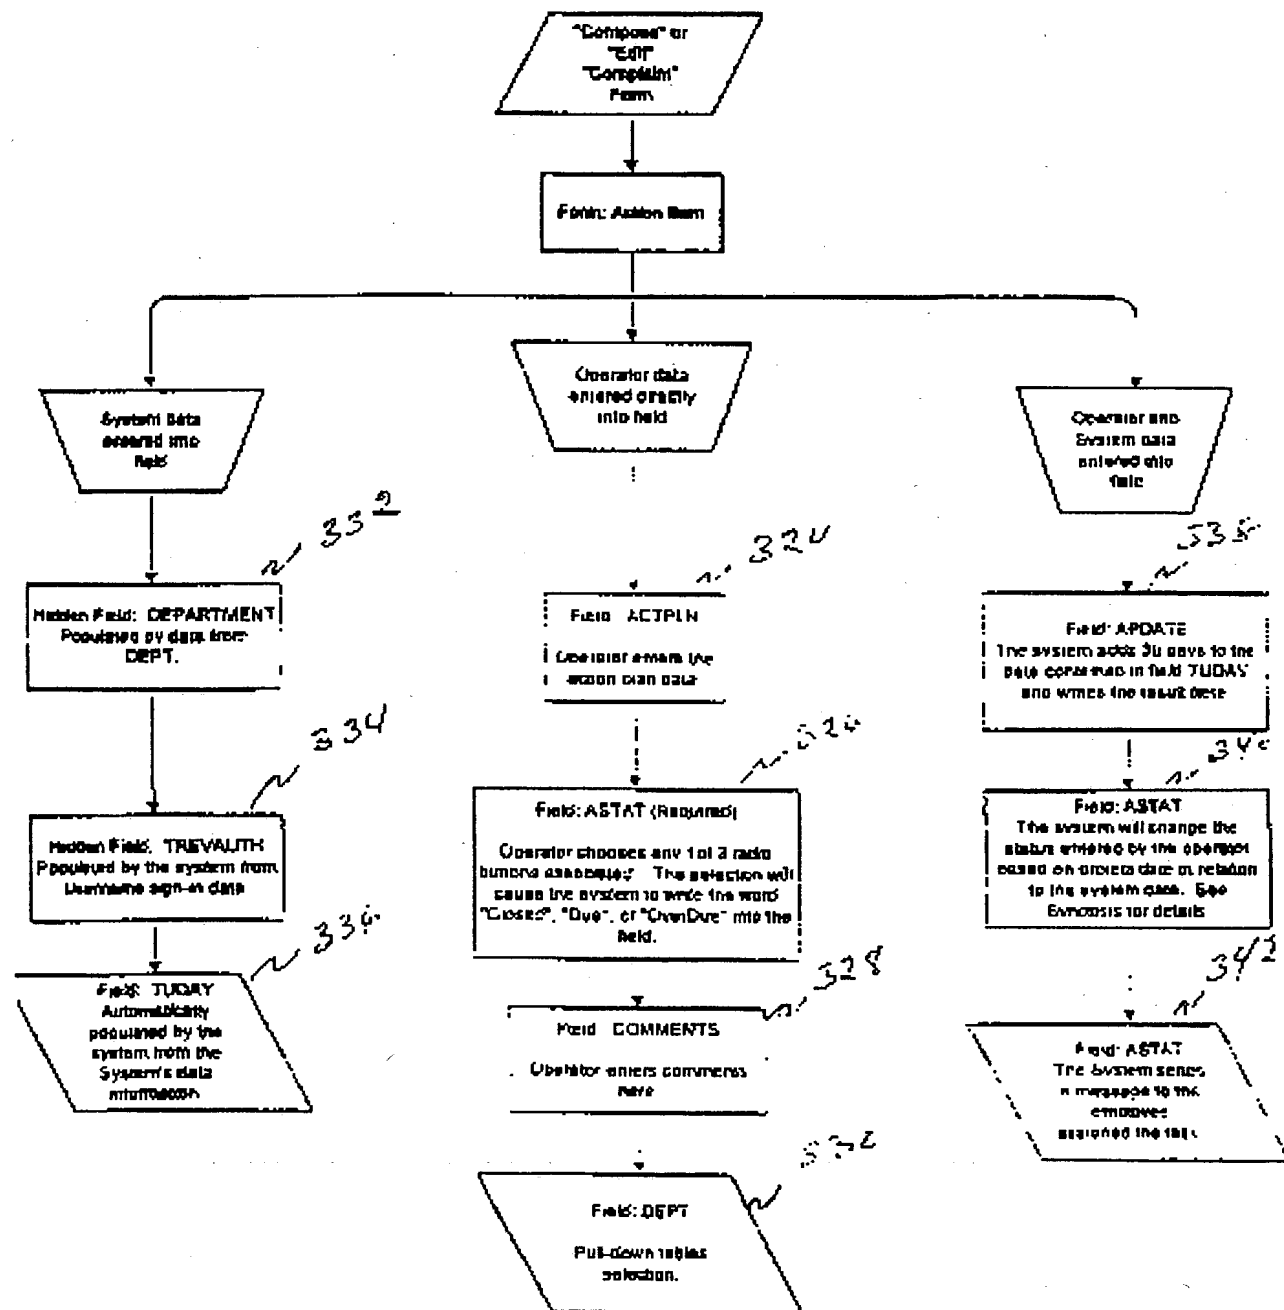 "Compose" or
"Edit"
"Complaint"
Form
Form: Action Item
System data
entered into
field
Operator data
entered directly
into field
Operator and
System data
entered into
field
332
Hidden Field: DEPARTMENT
Populated by data from
DEPT.
334
Hidden Field: TREVAUTH
Populated by the system from
Username sign-in data
336
Field: TODAY
Automatically
populated by the
system from the
System's data
information
324
Field: ACTPLN
Operator enters the
action plan data
Field: ASTAT (Required)
Operator chooses any 1 of 3 radio
buttons The selection will
cause the system to write the word
"Closed", "Due", or "OverDue" into the
field.
328
Field: COMMENTS
Operator enters comments
here
Field: DEPT
Pull-down tables
selection.
Field: APDATE
The system adds 30 days to the
date contained in field TODAY
and writes the result here
Field: ASTAT
The system will change the
status entered by the operator
based on date in relation
to the system date. See
Synopsis for details
342
Field: ASTAT
The System sends
a message to the
employee
assigned the task.